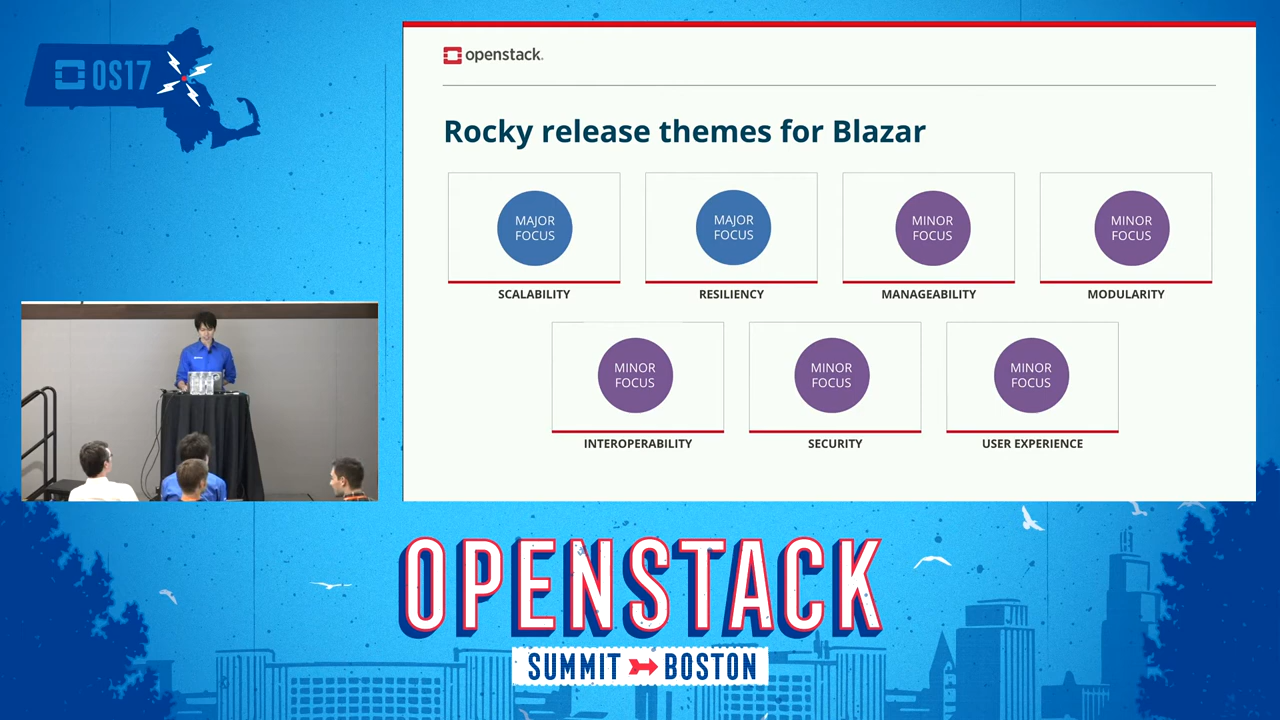 OS17
openstack.
Rocky release themes for Blazar
MAJOR
FOCUS
SCALABILITY
MAJOR
FOCUS
RESILIENCY
MINOR
FOCUS
MANAGEABILITY
MINOR
FOCUS
MODULARITY
MINOR
FOCUS
INTEROPERABILITY
MINOR
FOCUS
SECURITY
MINOR
FOCUS
USER EXPERIENCE
OPENSTACK
SUMMIT BOSTON